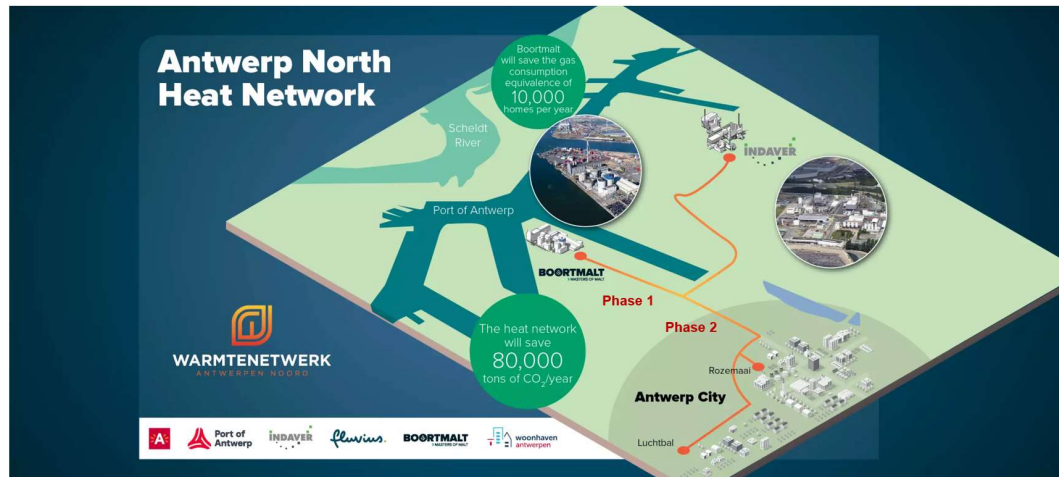 Antwerp North
Heat Network
Boortmalt
will save the gas
consumption
equivalence of
10,000
homes per year
Scheldt
River
INDAVER
Port of Antwerp
BOORTMALT
MASTERS OF MALT
Phase 1
Phase 2
The heat network
will save
80,000
tons of CO₂/year
WARMTENETWERK
ANTWERPEN NOORD
Rozemaai
Antwerp City
Luchtbal
A
Port of
Antwerp
INDAVER
fluvius.
BOORTMALT
MASTERS OF MALT
woonhaven
antwerpen